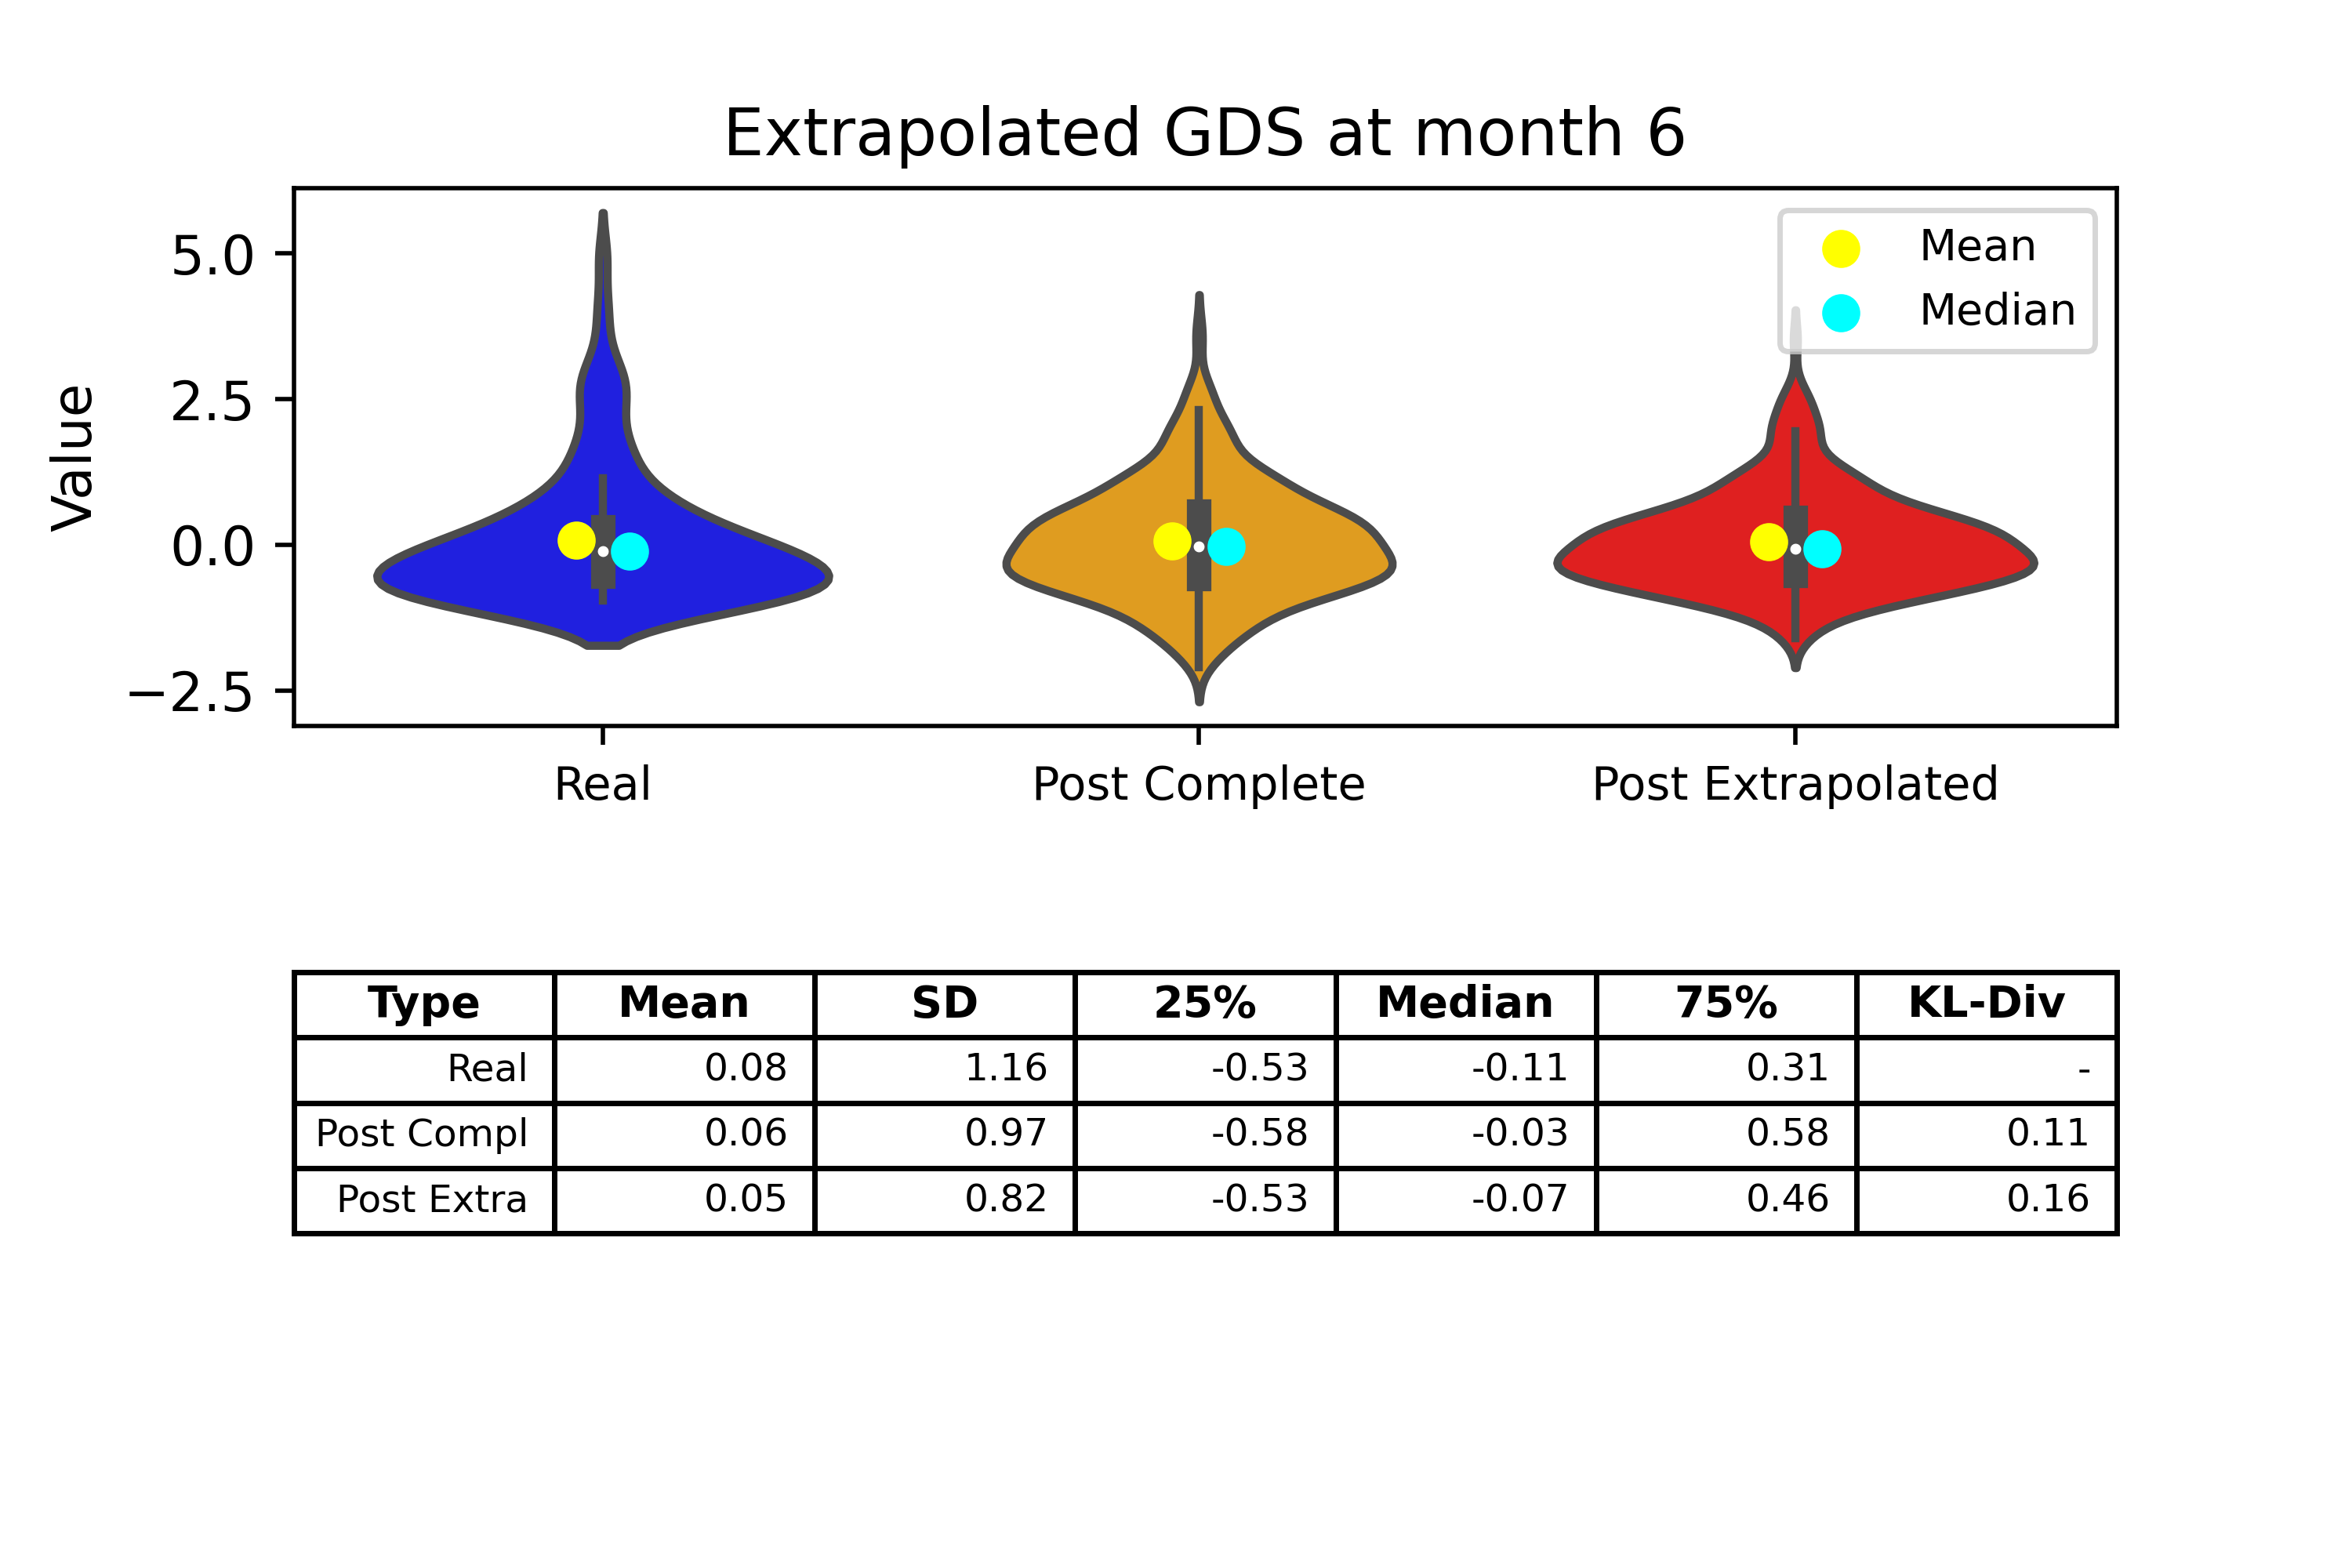 Extrapolated GDS at month 6
Value
5.0
2.5
0.0
−2.5
Mean
Median
Real Post Complete Post Extrapolated
Type Mean SD 25% Median 75% KL-Div
Real 0.08 1.16 -0.53 -0.11 0.31 -
Post Compl 0.06 0.97 -0.58 -0.03 0.58 0.11
Post Extra 0.05 0.82 -0.53 -0.07 0.46 0.16